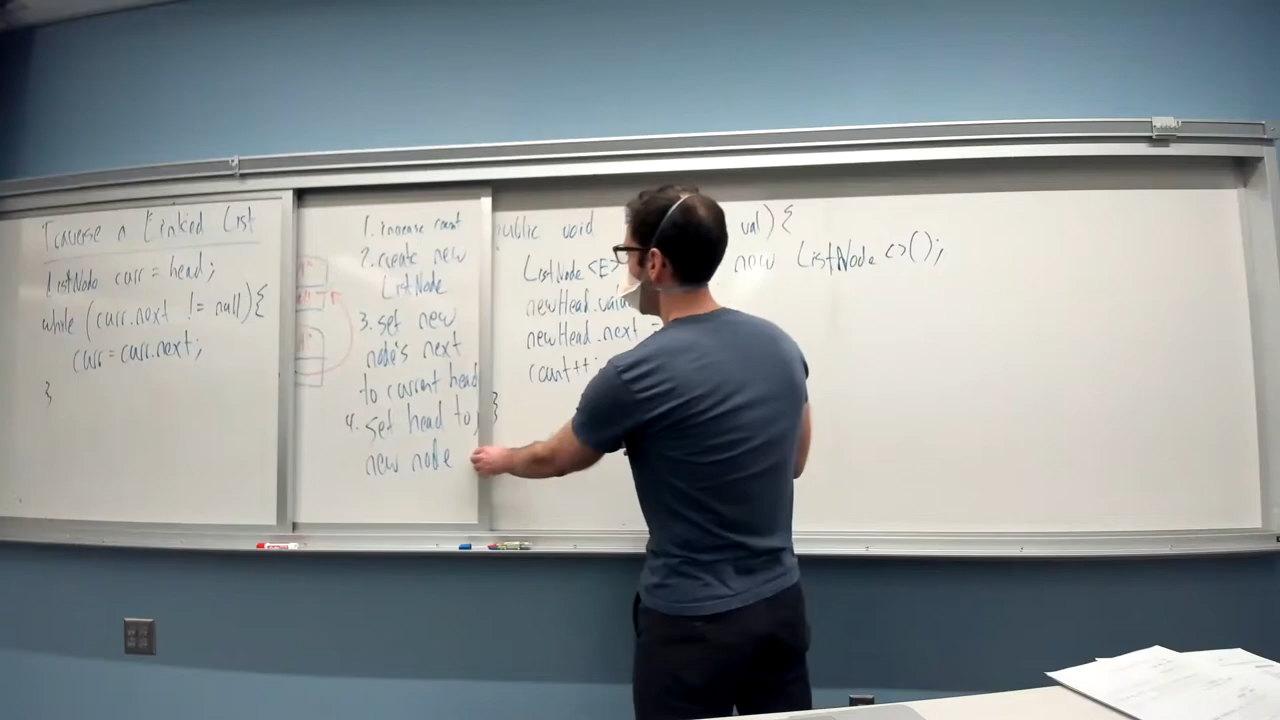 Traverse a Linked List
ListNode curr = head;
while (curr.next != null){
curr = curr.next;
}
1. increase count
2. create new
ListNode
3. set new
node's next
to current head
4. set head to
new node
public void val){
ListNode<E> new ListNode<>();
newHead.value
newHead.next =
count++;
}